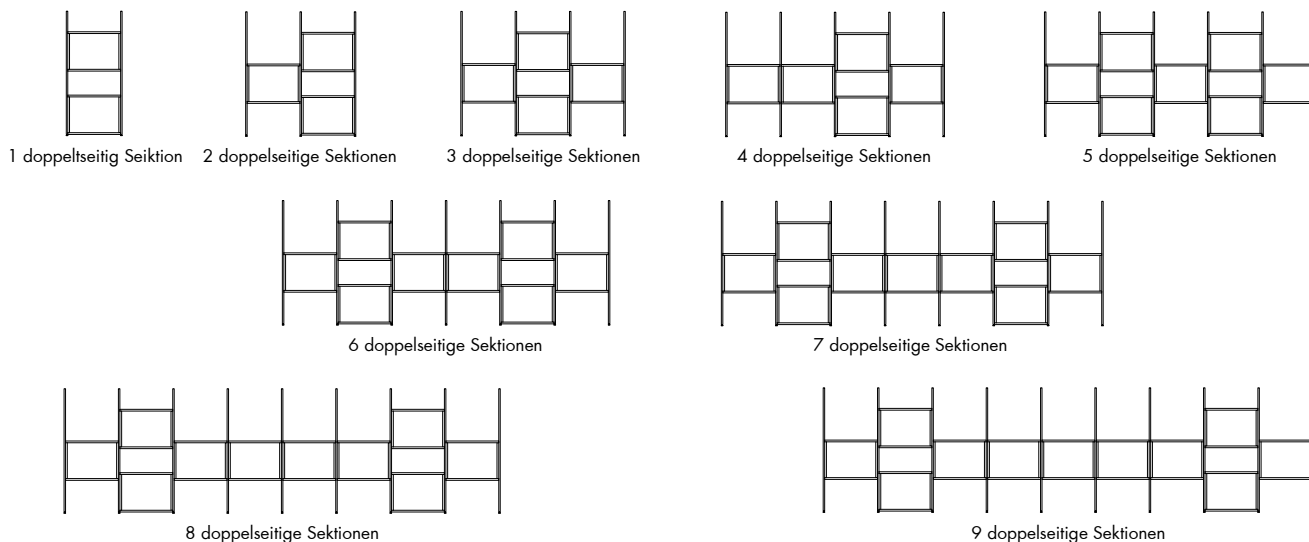 1 doppeltseitig Seiktion
2 doppelseitige Sektionen
3 doppelseitige Sektionen
4 doppelseitige Sektionen
5 doppelseitige Sektionen
6 doppelseitige Sektionen
7 doppelseitige Sektionen
8 doppelseitige Sektionen
9 doppelseitige Sektionen